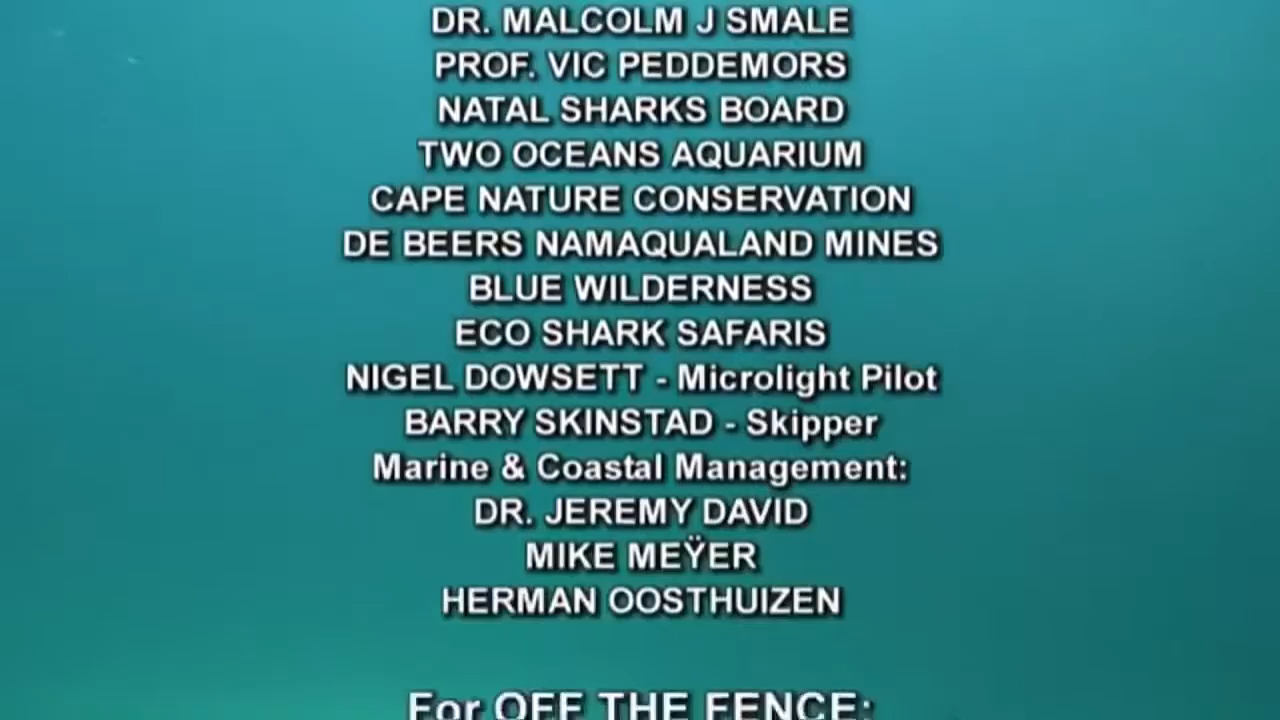 DR. MALCOLM J SMALE
PROF. VIC PEDDEMORS
NATAL SHARKS BOARD
TWO OCEANS AQUARIUM
CAPE NATURE CONSERVATION
DE BEERS NAMAQUALAND MINES
BLUE WILDERNESS
ECO SHARK SAFARIS
NIGEL DOWSETT - Microlight Pilot
BARRY SKINSTAD - Skipper
Marine & Coastal Management:
DR. JEREMY DAVID
MIKE MEŸER
HERMAN OOSTHUIZEN
For OFF THE FENCE: